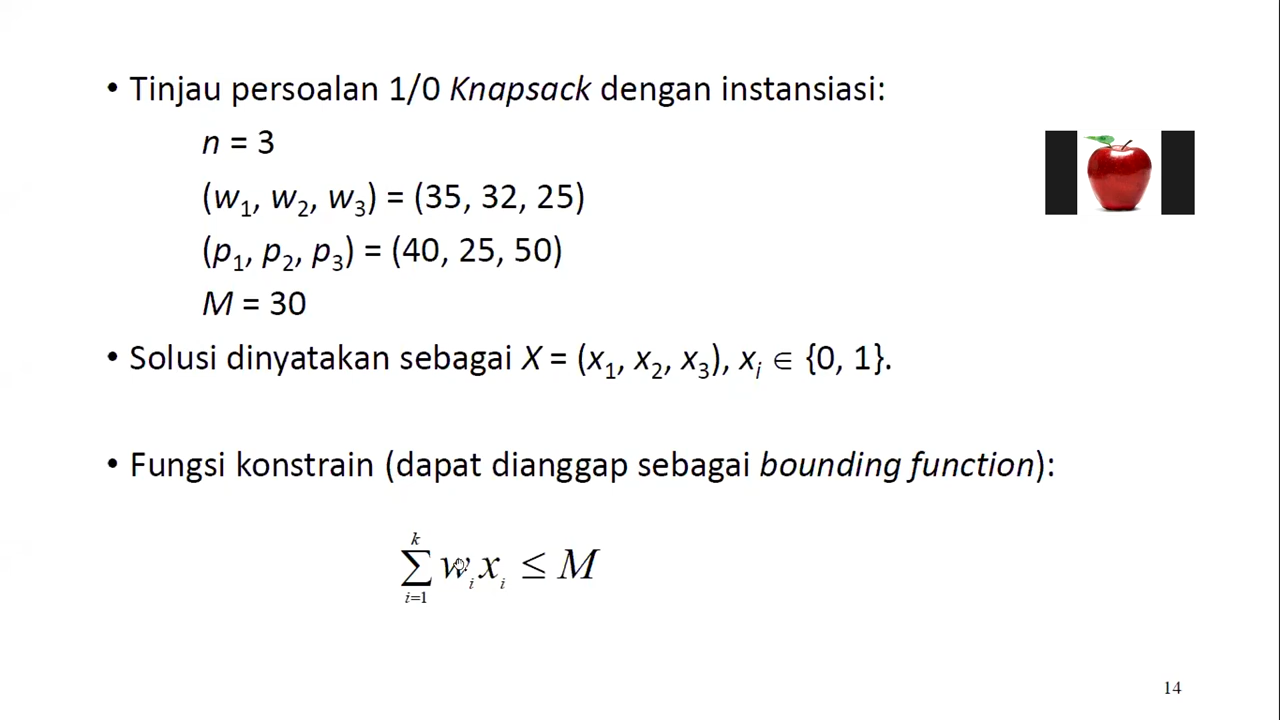 • Tinjau persoalan 1/0 Knapsack dengan instansiasi:
n = 3
(w₁, w₂, w₃) = (35, 32, 25)
(p₁, p₂, p₃) = (40, 25, 50)
M = 30
• Solusi dinyatakan sebagai X = (x₁, x₂, x₃), xᵢ ∈ {0, 1}.
• Fungsi konstrain (dapat dianggap sebagai bounding function):
k
∑ wᵢxᵢ ≤ M
i=1
14